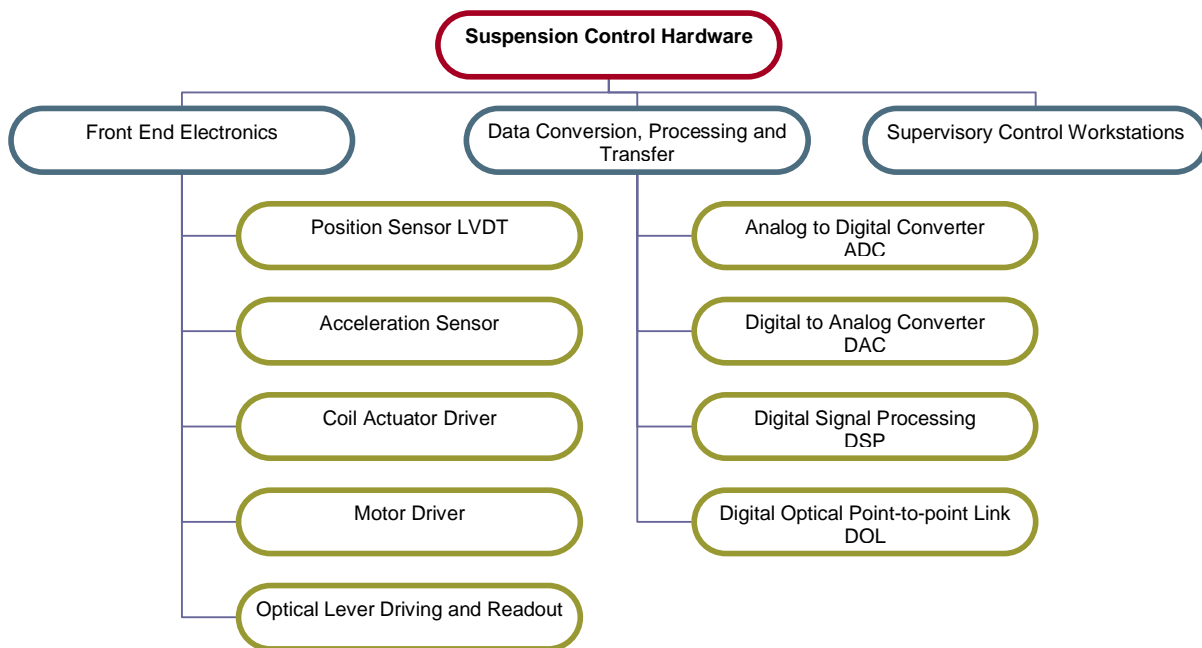 Suspension Control Hardware
Front End Electronics
Data Conversion, Processing and
Transfer
Supervisory Control Workstations
Position Sensor LVDT
Acceleration Sensor
Coil Actuator Driver
Motor Driver
Optical Lever Driving and Readout
Analog to Digital Converter
ADC
Digital to Analog Converter
DAC
Digital Signal Processing
DSP
Digital Optical Point-to-point Link
DOL